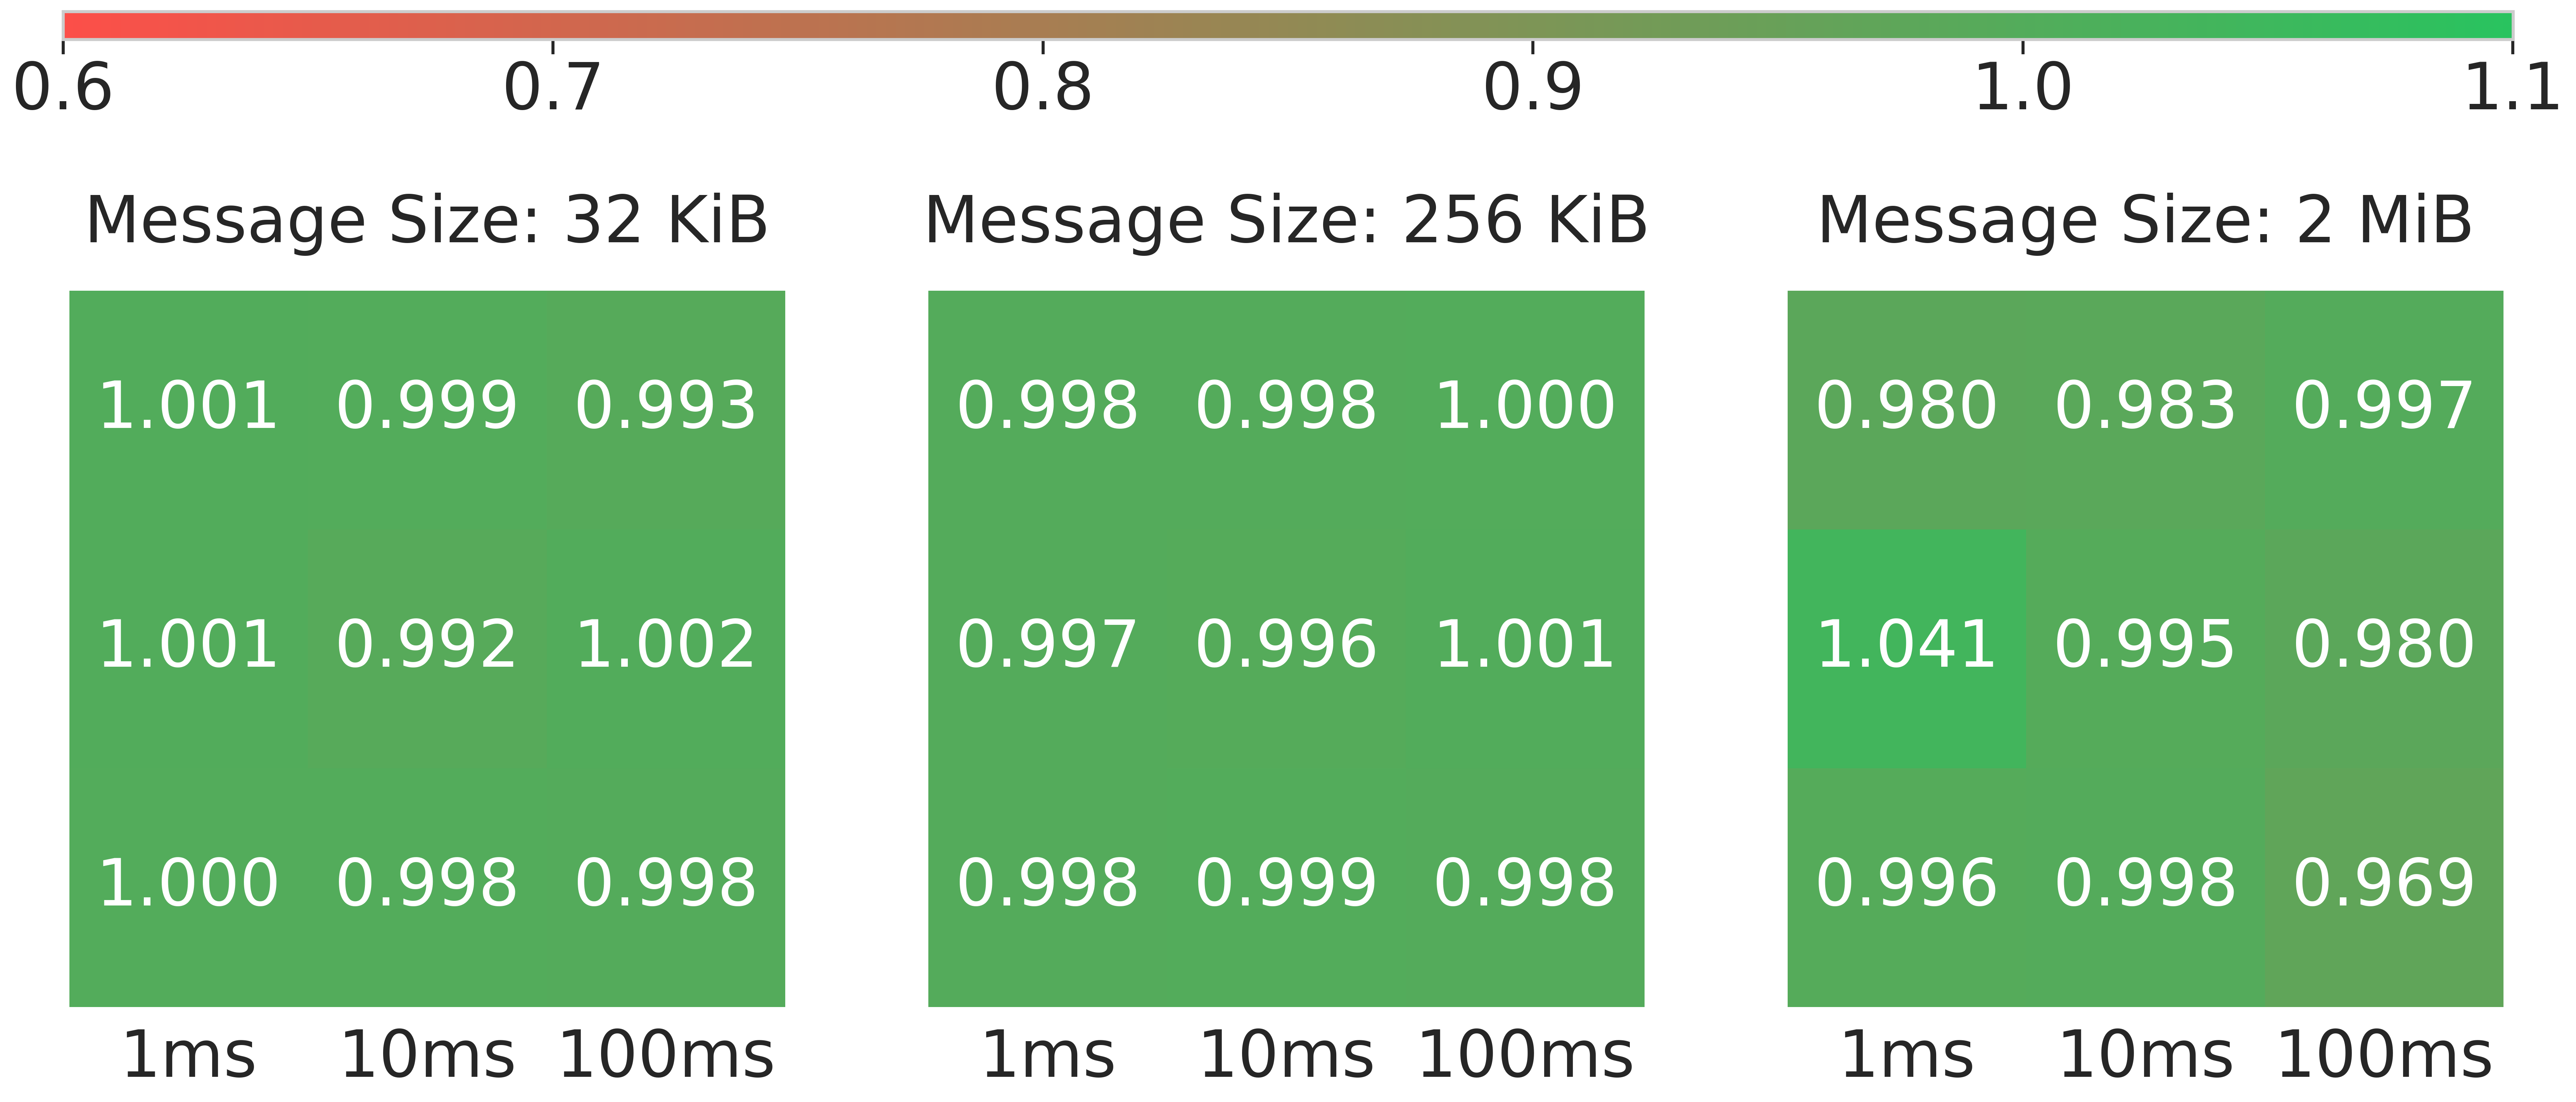 0.6 0.7 0.8 0.9 1.0 1.1
Message Size: 32 KiB
1.001 0.999 0.993
1.001 0.992 1.002
1.000 0.998 0.998
1ms 10ms 100ms
Message Size: 256 KiB
0.998 0.998 1.000
0.997 0.996 1.001
0.998 0.999 0.998
1ms 10ms 100ms
Message Size: 2 MiB
0.980 0.983 0.997
1.041 0.995 0.980
0.996 0.998 0.969
1ms 10ms 100ms